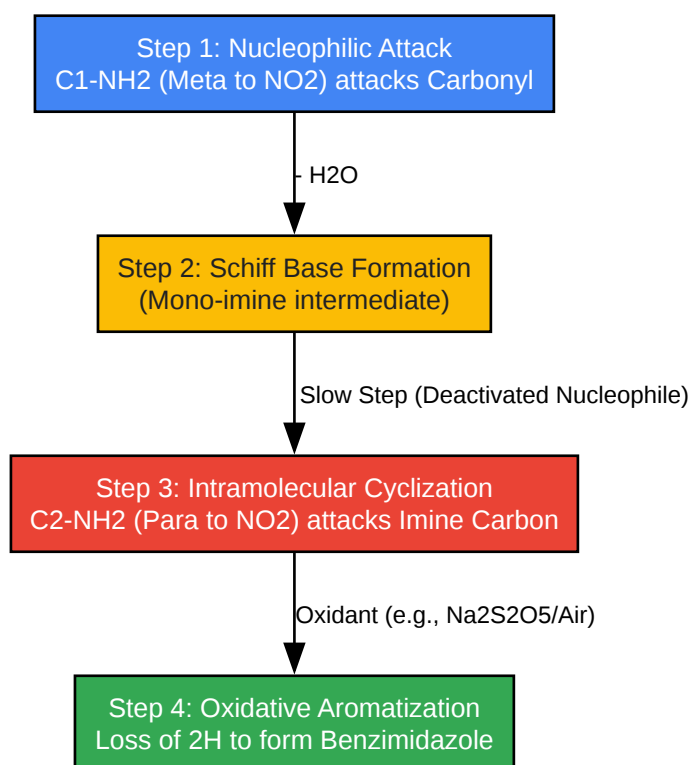 Step 1: Nucleophilic Attack
C1-NH2 (Meta to NO2) attacks Carbonyl
- H2O
Step 2: Schiff Base Formation
(Mono-imine intermediate)
Slow Step (Deactivated Nucleophile)
Step 3: Intramolecular Cyclization
C2-NH2 (Para to NO2) attacks Imine Carbon
Oxidant (e.g., Na2S2O5/Air)
Step 4: Oxidative Aromatization
Loss of 2H to form Benzimidazole